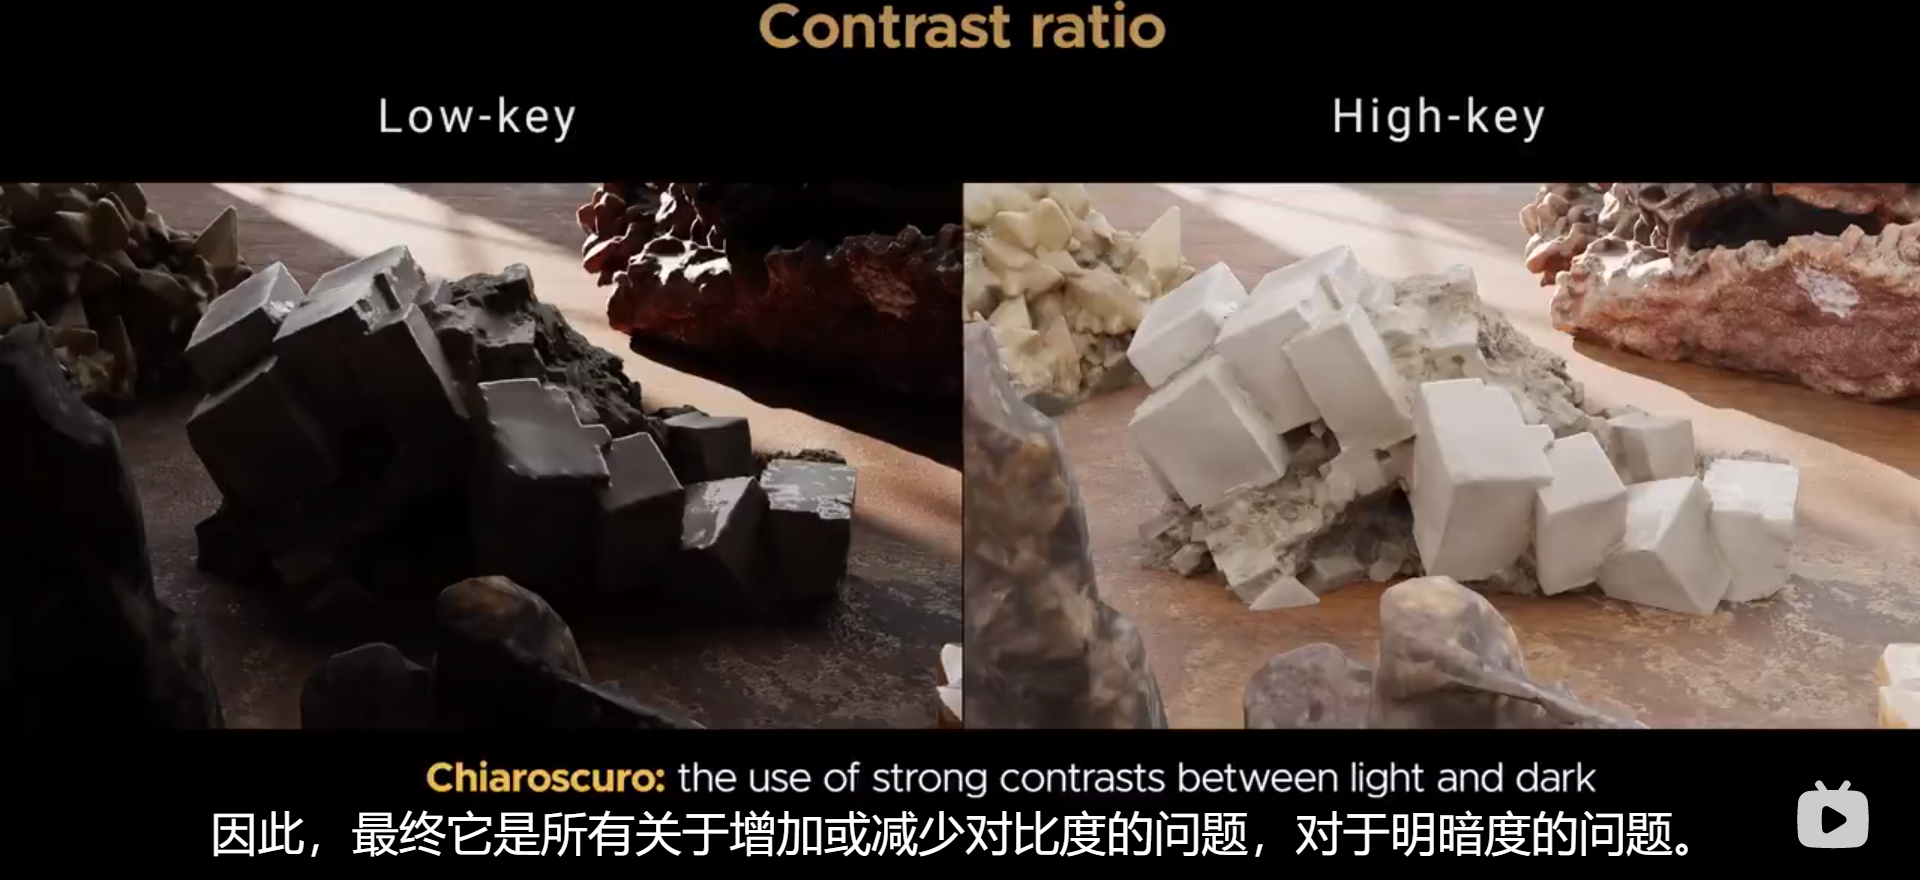 Contrast ratio
Low-key
High-key
Chiaroscuro: the use of strong contrasts between light and dark
因此，最终它是所有关于增加或减少对比度的问题，对于明暗度的问题。